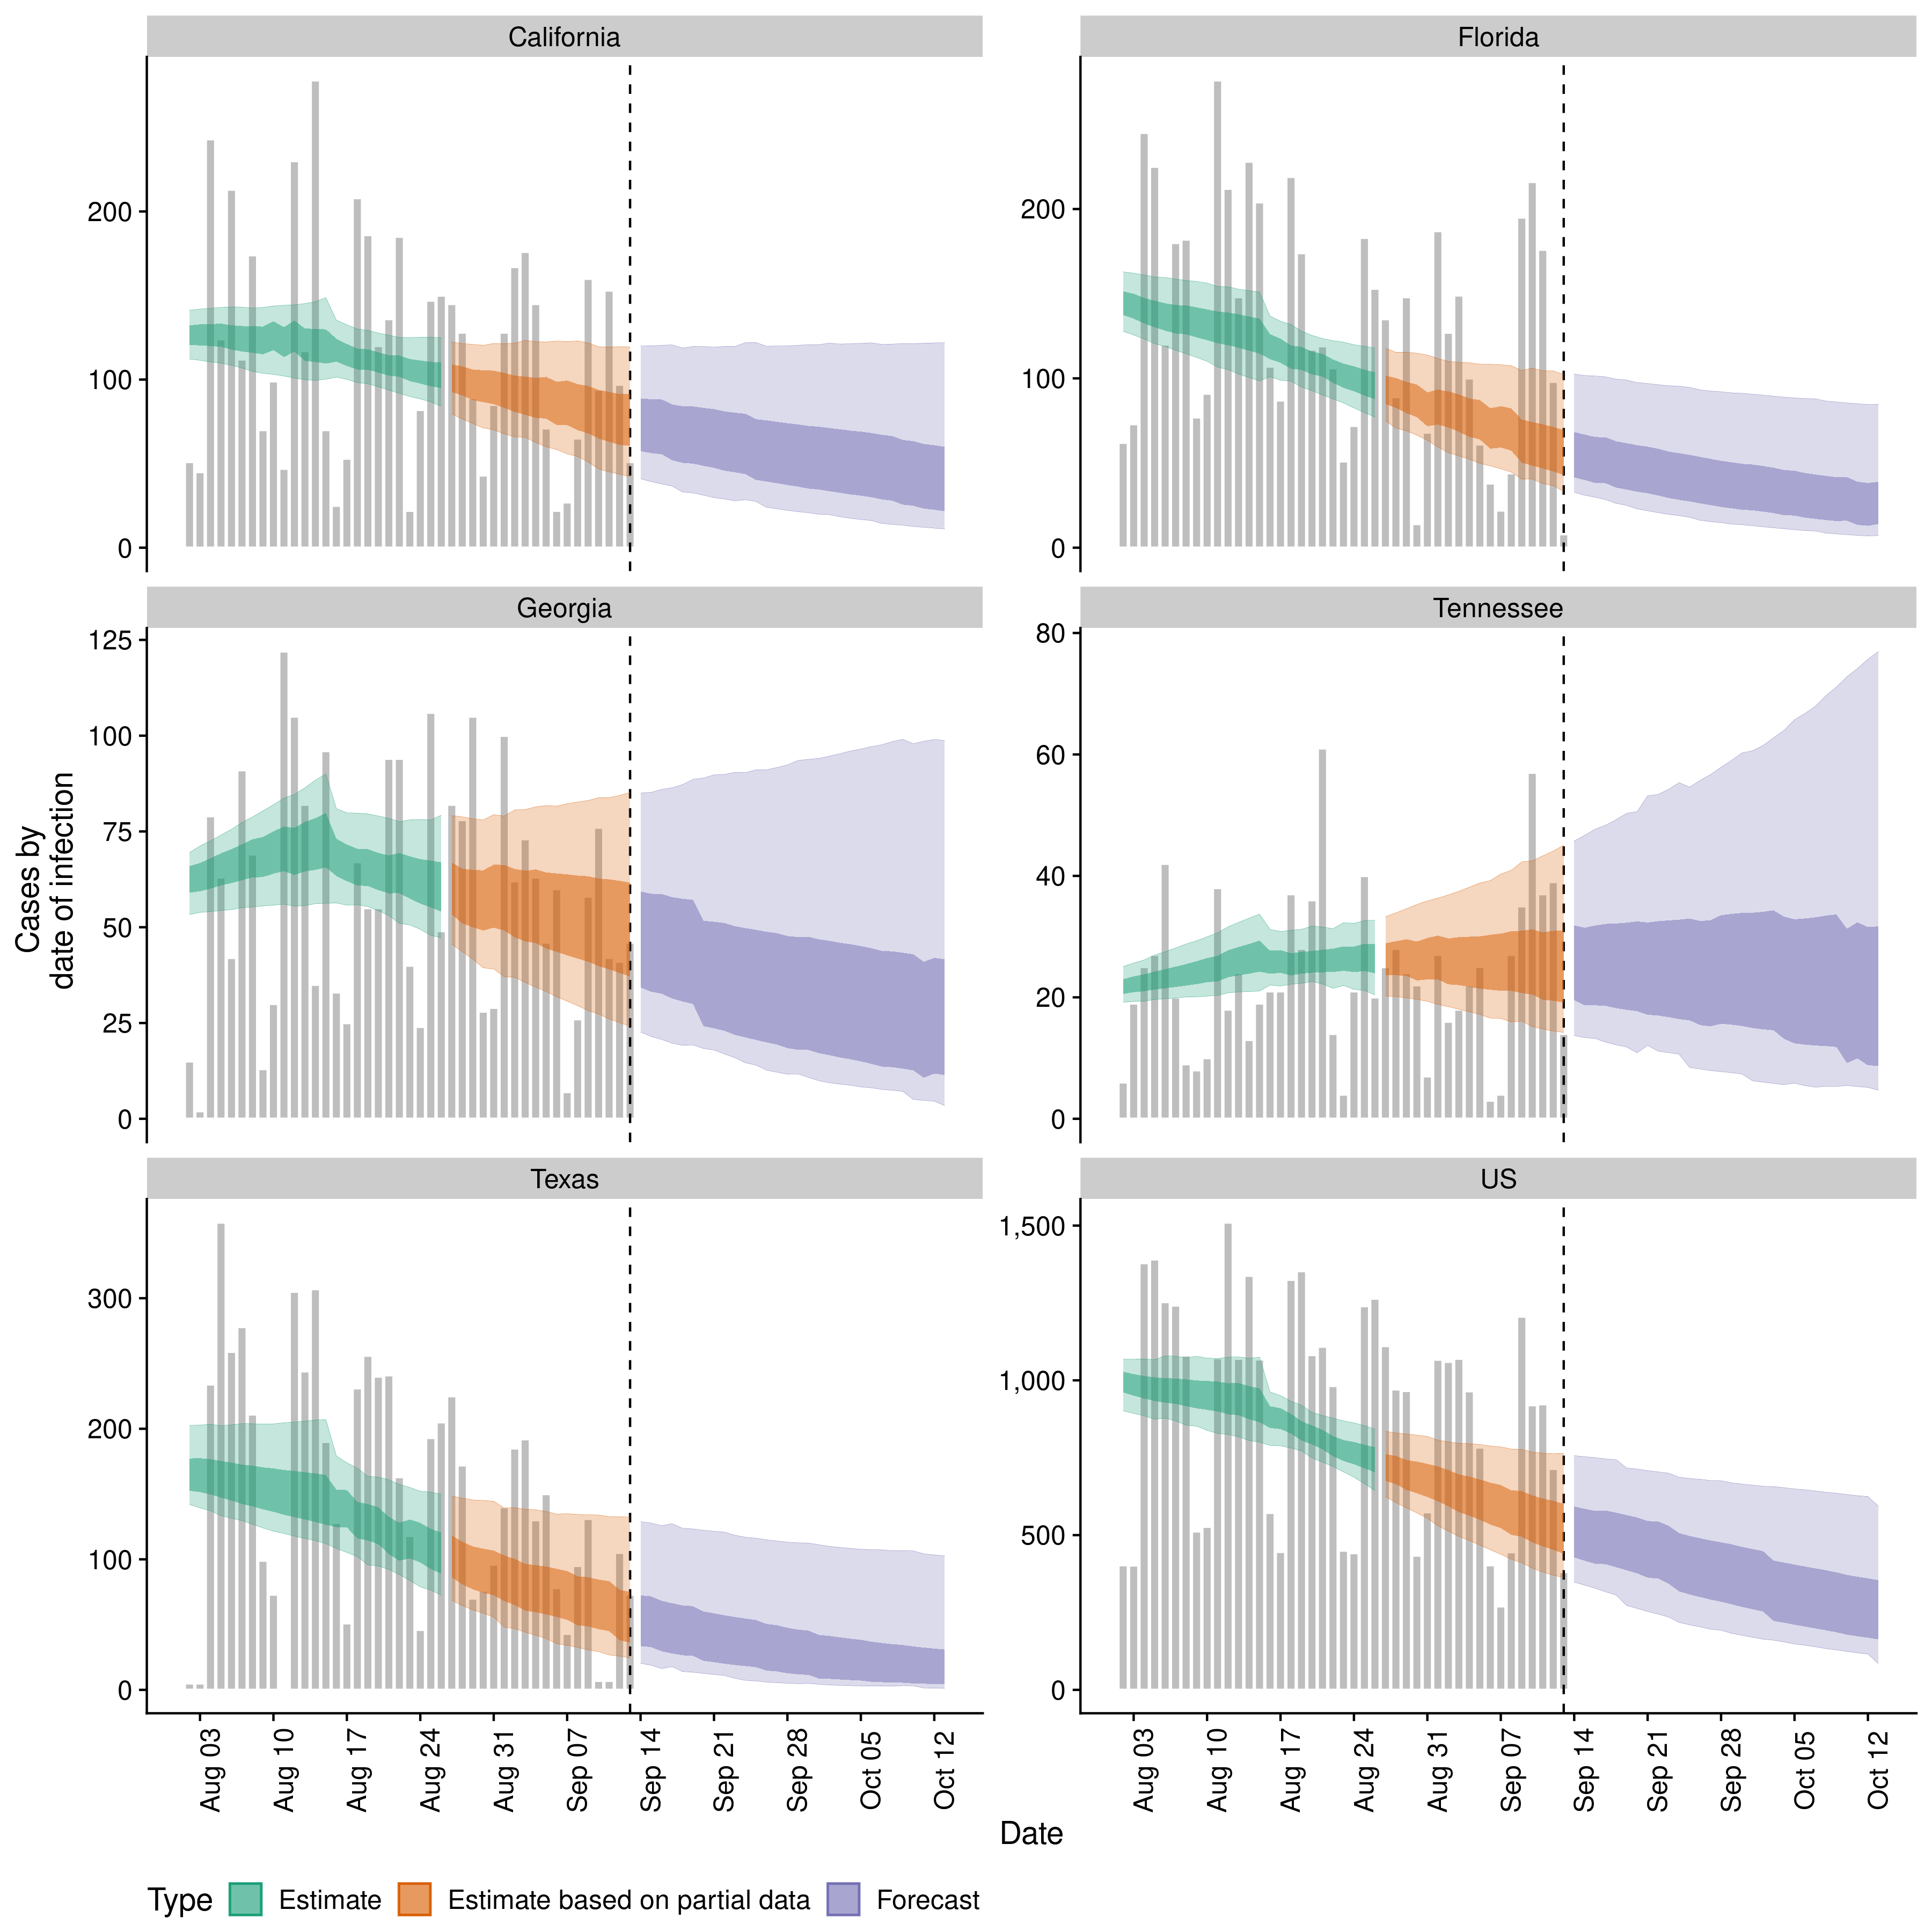 California
Florida
200
100
0
200
100
0
Georgia
Tennessee
125
100
75
50
25
0
80
60
40
20
0
Cases by
date of infection
Texas
US
300
200
100
0
1,500
1,000
500
0
Aug 03
Aug 10
Aug 17
Aug 24
Aug 31
Sep 07
Sep 14
Sep 21
Sep 28
Oct 05
Oct 12
Aug 03
Aug 10
Aug 17
Aug 24
Aug 31
Sep 07
Sep 14
Sep 21
Sep 28
Oct 05
Oct 12
Date
Type Estimate Estimate based on partial data Forecast